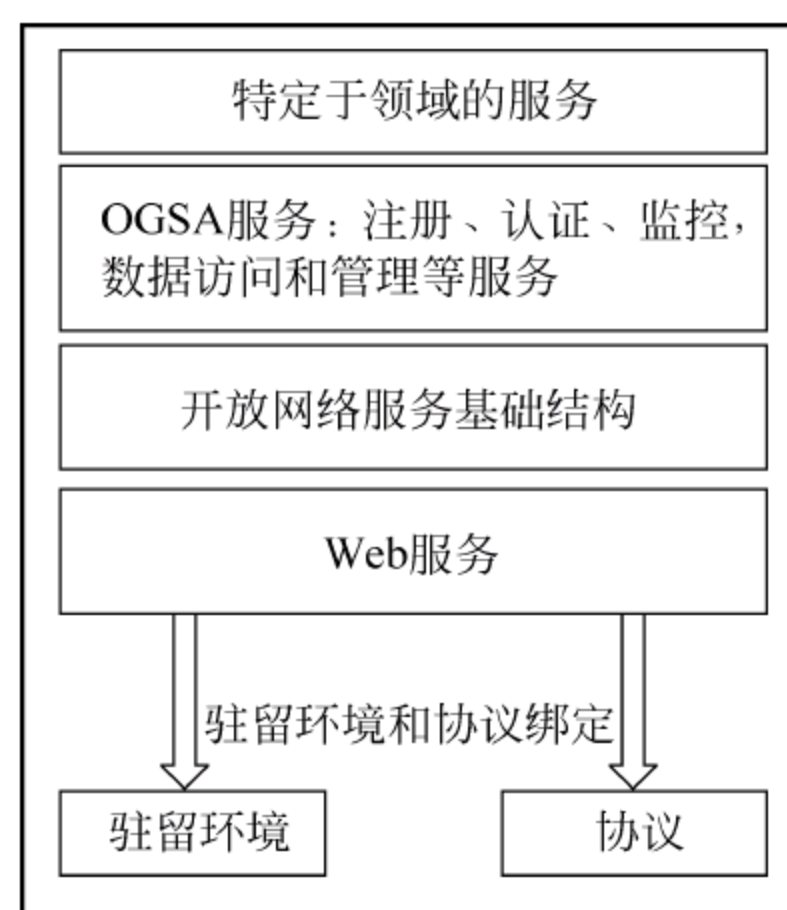 特定于领域的服务
OGSA服务：注册、认证、监控，
数据访问和管理等服务
开放网络服务基础结构
Web服务
驻留环境和协议绑定
驻留环境
协议